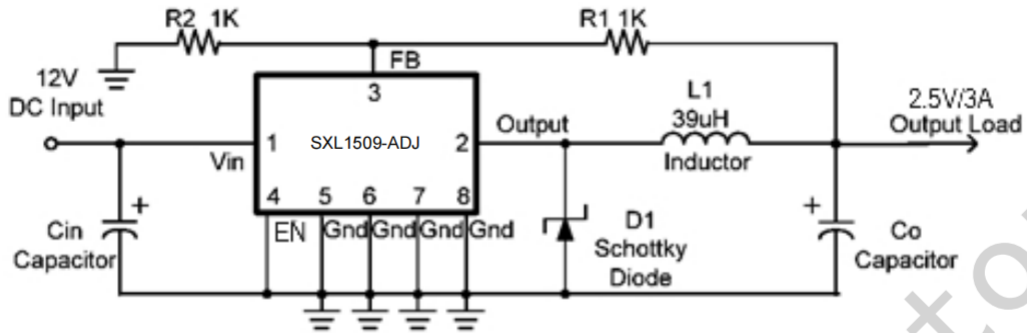 R2 1K
R1 1K
FB
12V
DC Input
3
L1
39uH
Inductor
2.5V/3A
Output Load
Output
1
SXL1509-ADJ
2
Vin
4
5
6
7
8
EN
Gnd
Gnd
Gnd
Gnd
+
Cin
Capacitor
D1
Schottky
Diode
+
Co
Capacitor